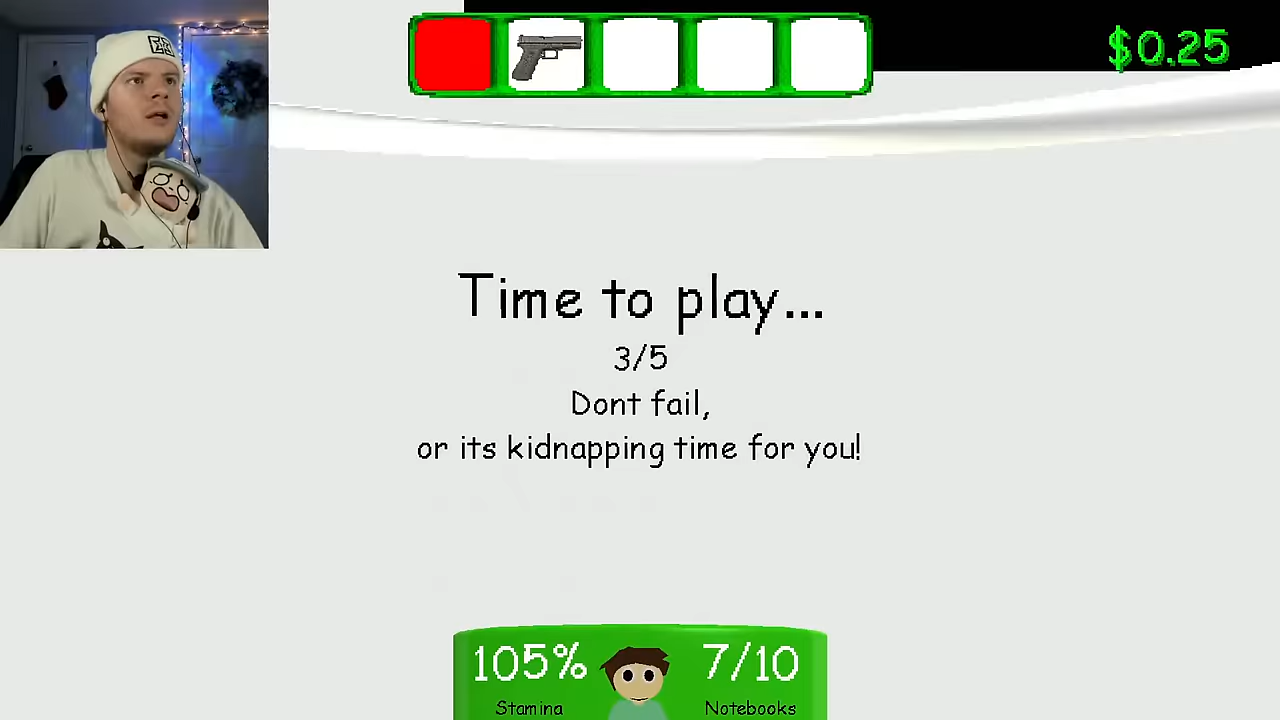 $0.25
Time to play...
3/5
Dont fail,
or its kidnapping time for you!
105%
7/10
Stamina
Notebooks